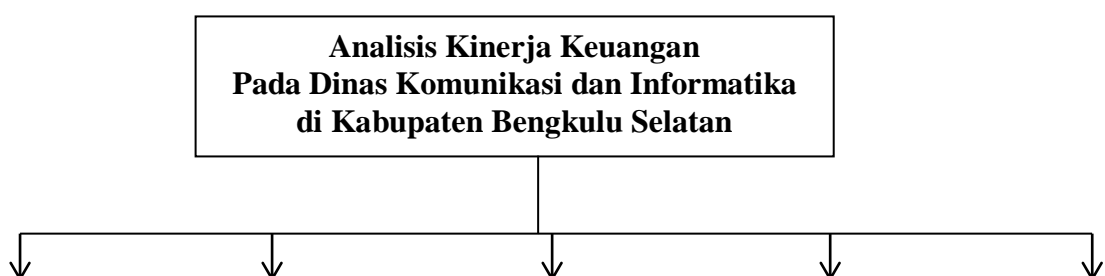 Analisis Kinerja Keuangan
Pada Dinas Komunikasi dan Informatika
di Kabupaten Bengkulu Selatan